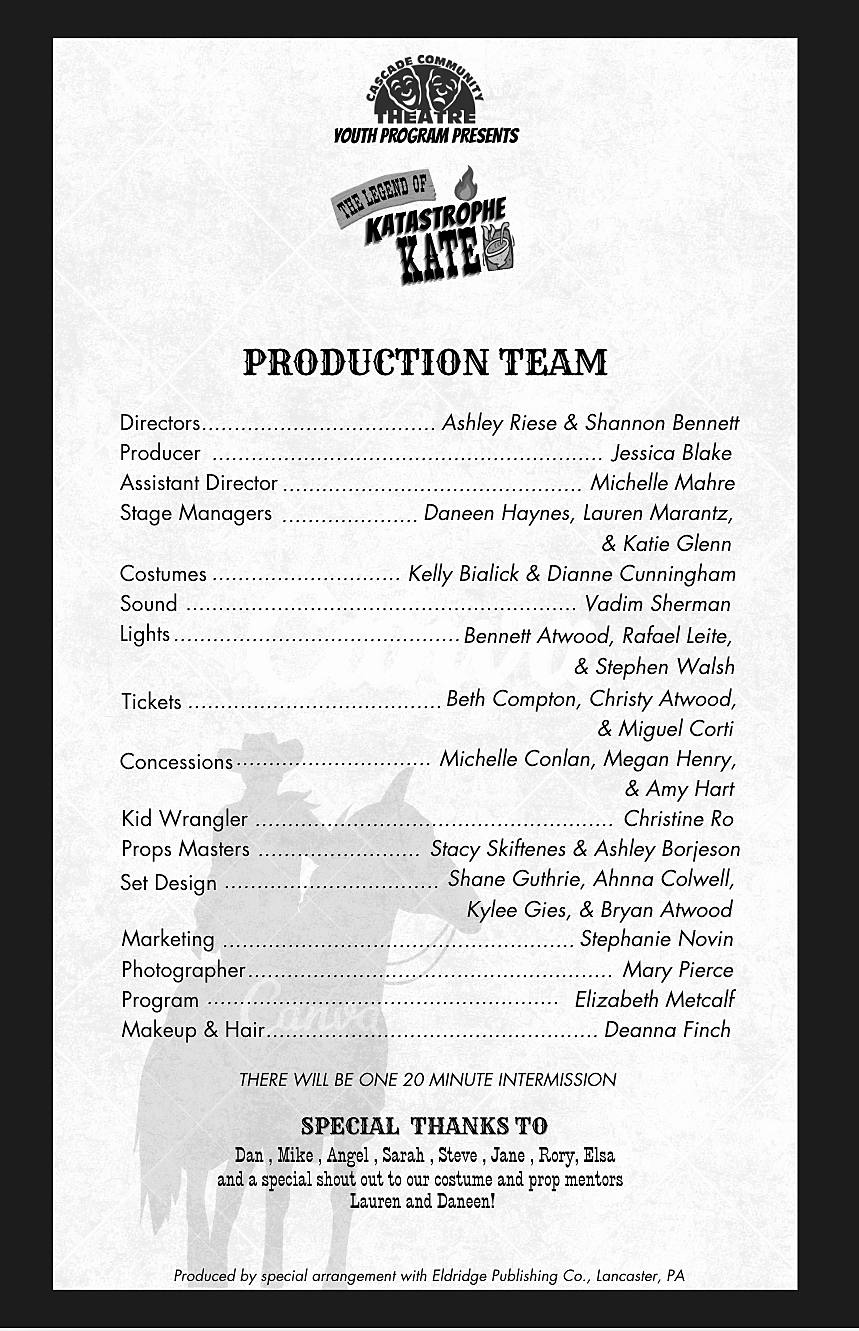 CASCADE COMMUNITY
THEATRE
YOUTH PROGRAM PRESENTS
THE LEGEND OF
KATASTROPHE
KATE
PRODUCTION TEAM
Directors.................................... Ashley Riese & Shannon Bennett
Producer ............................................................ Jessica Blake
Assistant Director .............................................. Michelle Mahre
Stage Managers ..................... Daneen Haynes, Lauren Marantz,
& Katie Glenn
Costumes ............................. Kelly Bialick & Dianne Cunningham
Sound ............................................................ Vadim Sherman
Lights............................................Bennett Atwood, Rafael Leite,
& Stephen Walsh
Tickets .......................................Beth Compton, Christy Atwood,
& Miguel Corti
Concessions.............................. Michelle Conlan, Megan Henry,
& Amy Hart
Kid Wrangler ....................................................... Christine Ro
Props Masters ......................... Stacy Skiftenes & Ashley Borjeson
Set Design ................................. Shane Guthrie, Ahnna Colwell,
Kylee Gies, & Bryan Atwood
Marketing ......................................................Stephanie Novin
Photographer........................................................ Mary Pierce
Program ...................................................... Elizabeth Metcalf
Makeup & Hair................................................... Deanna Finch
Canva
THERE WILL BE ONE 20 MINUTE INTERMISSION
SPECIAL THANKS TO
Dan , Mike , Angel , Sarah , Steve , Jane , Rory, Elsa
and a special shout out to our costume and prop mentors
Lauren and Daneen!
Produced by special arrangement with Eldridge Publishing Co., Lancaster, PA